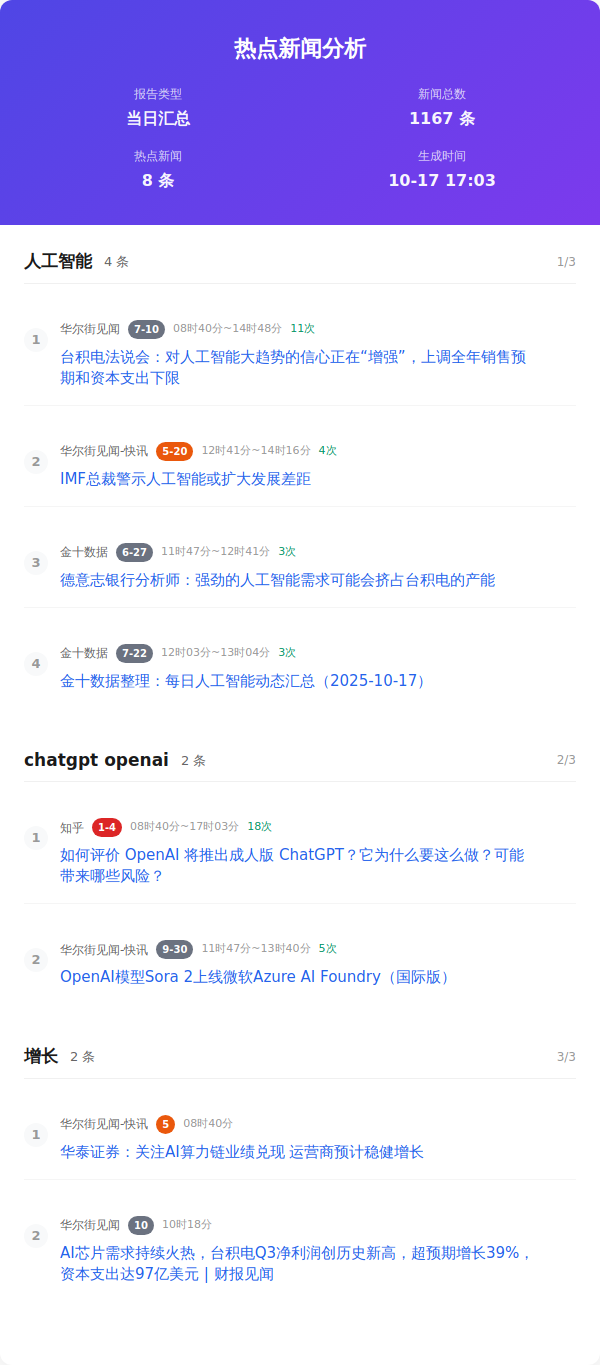 热点新闻分析
报告类型
当日汇总
新闻总数
1167 条
热点新闻
8 条
生成时间
10-17 17:03
人工智能 4 条 1/3
1
华尔街见闻 7-10 08时40分~14时48分 11次
台积电法说会：对人工智能大趋势的信心正在“增强”，上调全年销售预
期和资本支出下限
2
华尔街见闻-快讯 5-20 12时41分~14时16分 4次
IMF总裁警示人工智能或扩大发展差距
3
金十数据 6-27 11时47分~12时41分 3次
德意志银行分析师：强劲的人工智能需求可能会挤占台积电的产能
4
金十数据 7-22 12时03分~13时04分 3次
金十数据整理：每日人工智能动态汇总（2025-10-17）
chatgpt openai 2 条 2/3
1
知乎 1-4 08时40分~17时03分 18次
如何评价 OpenAI 将推出成人版 ChatGPT？它为什么要这么做？可能
带来哪些风险？
2
华尔街见闻-快讯 9-30 11时47分~13时40分 5次
OpenAI模型Sora 2上线微软Azure AI Foundry（国际版）
增长 2 条 3/3
1
华尔街见闻-快讯 5 08时40分
华泰证券：关注AI算力链业绩兑现 运营商预计稳健增长
2
华尔街见闻 10 10时18分
AI芯片需求持续火热，台积电Q3净利润创历史新高，超预期增长39%，
资本支出达97亿美元 | 财报见闻